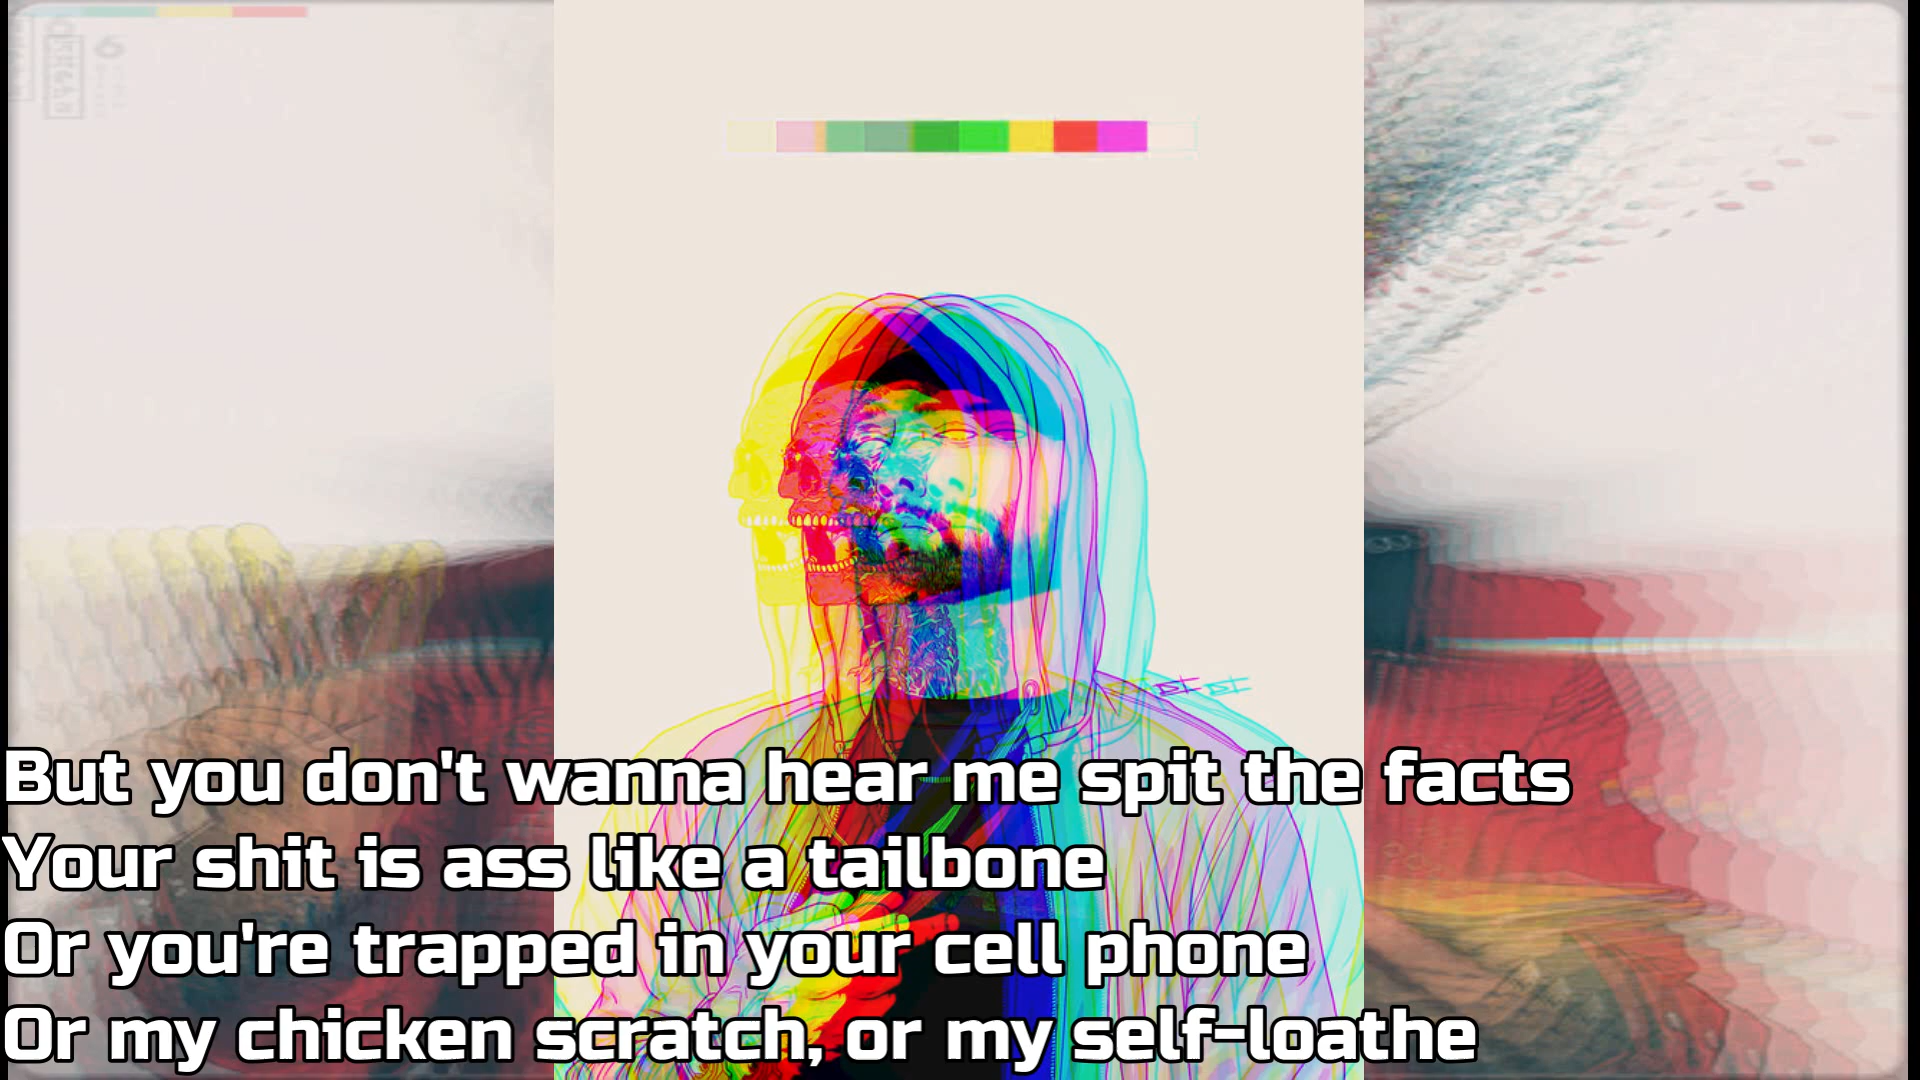 6
But you don't wanna hear me spit the facts
Your shit is ass like a tailbone
Or you're trapped in your cell phone
Or my chicken scratch, or my self-loathe